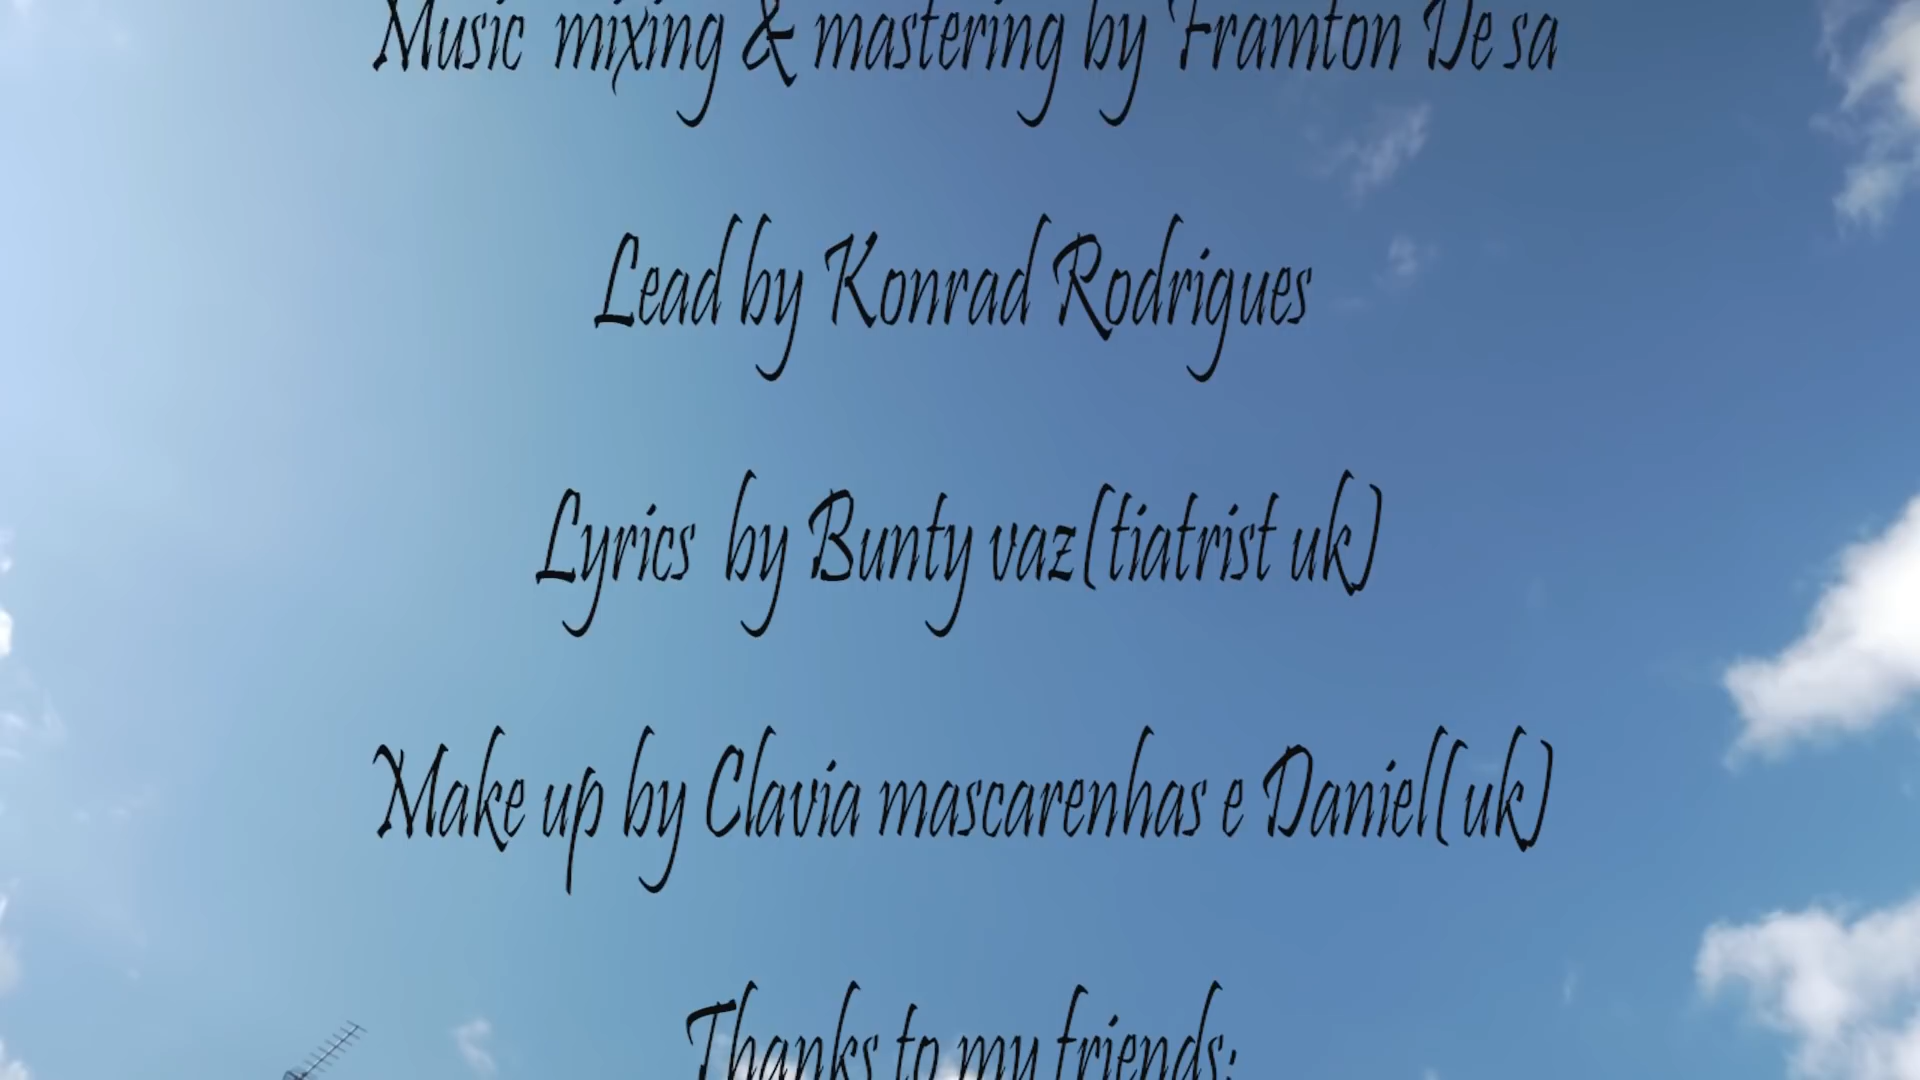 Music mixing & mastering by Framton De sa
Lead by Konrad Rodrigues
Lyrics by Bunty vaz(tiatrist uk)
Make up by Clavia mascarenhas e Daniel(uk)
Thanks to my friends: